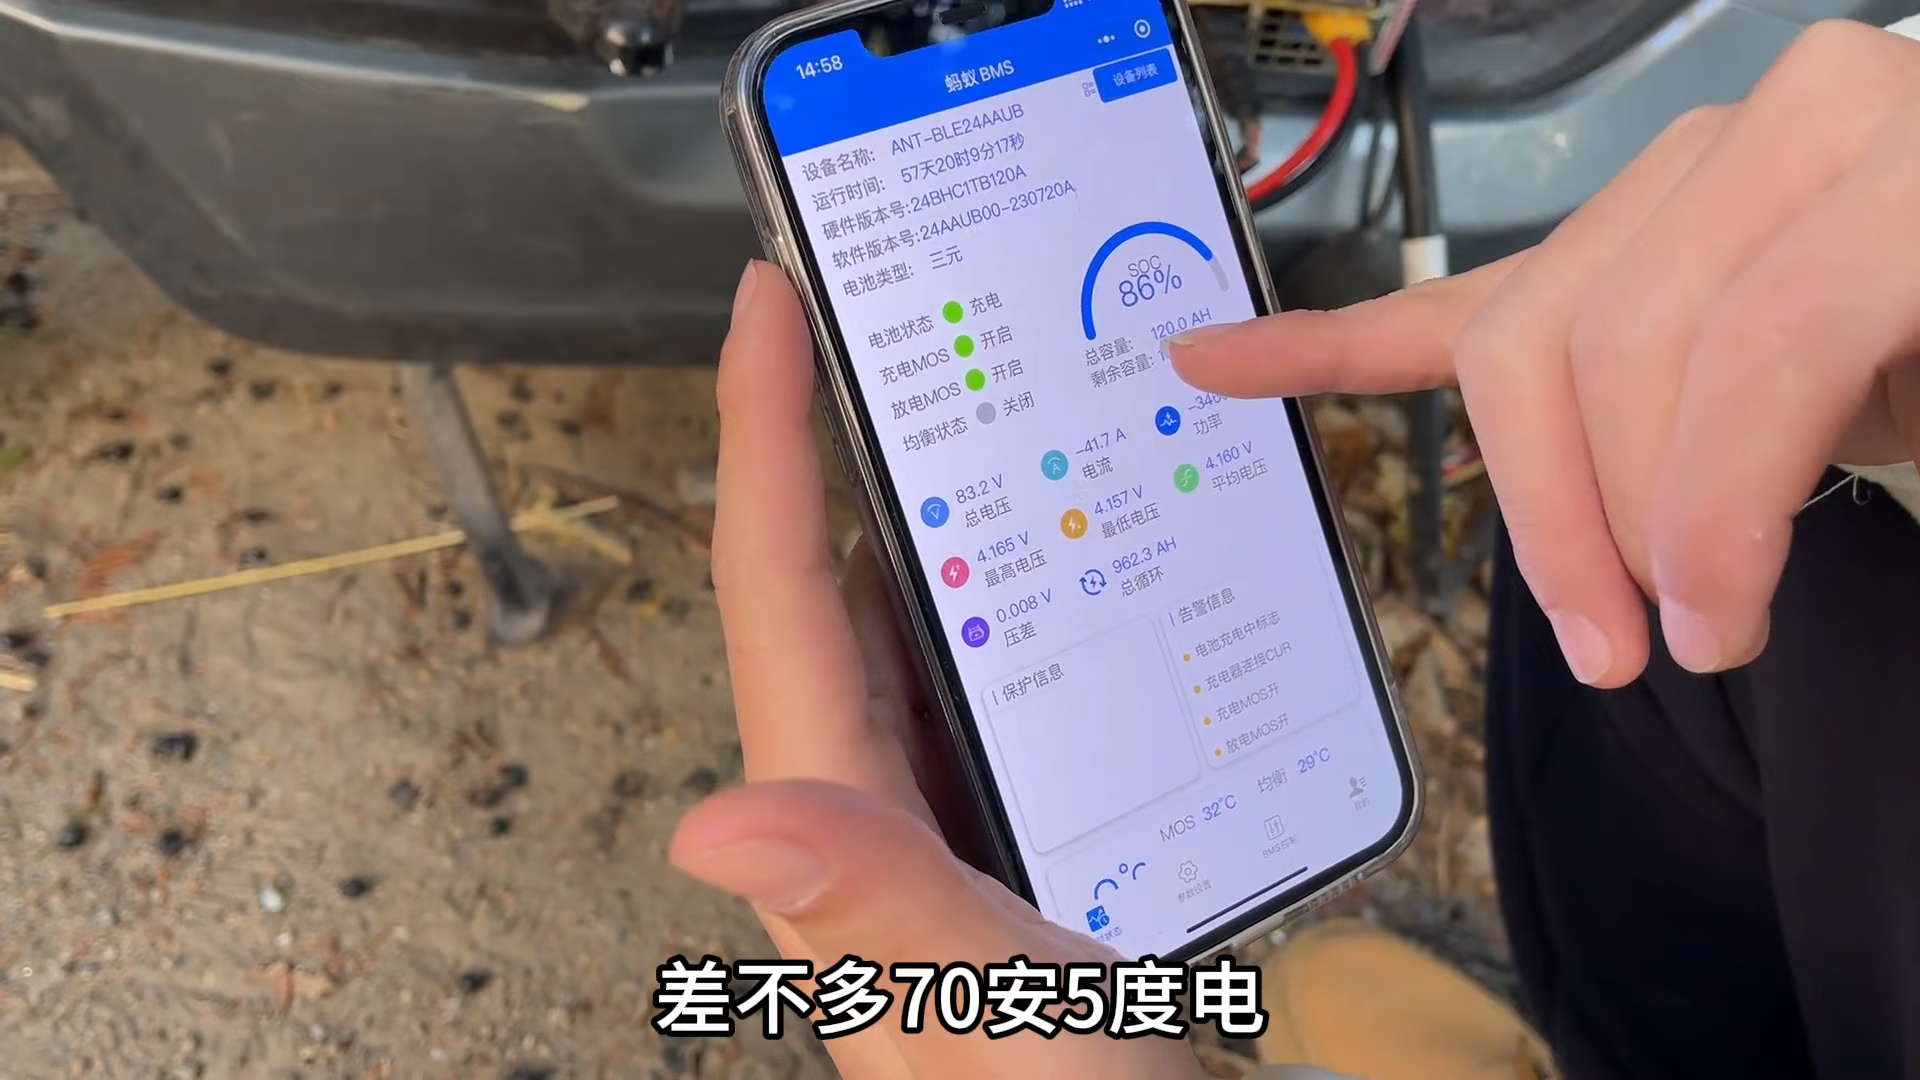 14:58
蚂蚁 BMS
设备列表
设备名称: ANT-BLE24AAUB
运行时间: 57天20时9分17秒
硬件版本号:24BHC1TB120A
软件版本号:24AAUB00-230720A
电池类型: 三元
电池状态 充电
充电MOS 开启
放电MOS 开启
均衡状态 关闭
SOC
86%
总容量: 120.0 AH
剩余容量:
83.2 V
总电压
-41.7 A
电流
功率
4.165 V
最高电压
4.157 V
最低电压
4.160 V
平均电压
0.008 V
压差
962.3 AH
总循环
保护信息
告警信息
电池充电中标志
充电器连接CUR
充电MOS开
放电MOS开
MOS 32°C
均衡 29°C
参数设置
BMS控制
我的
差不多70安5度电